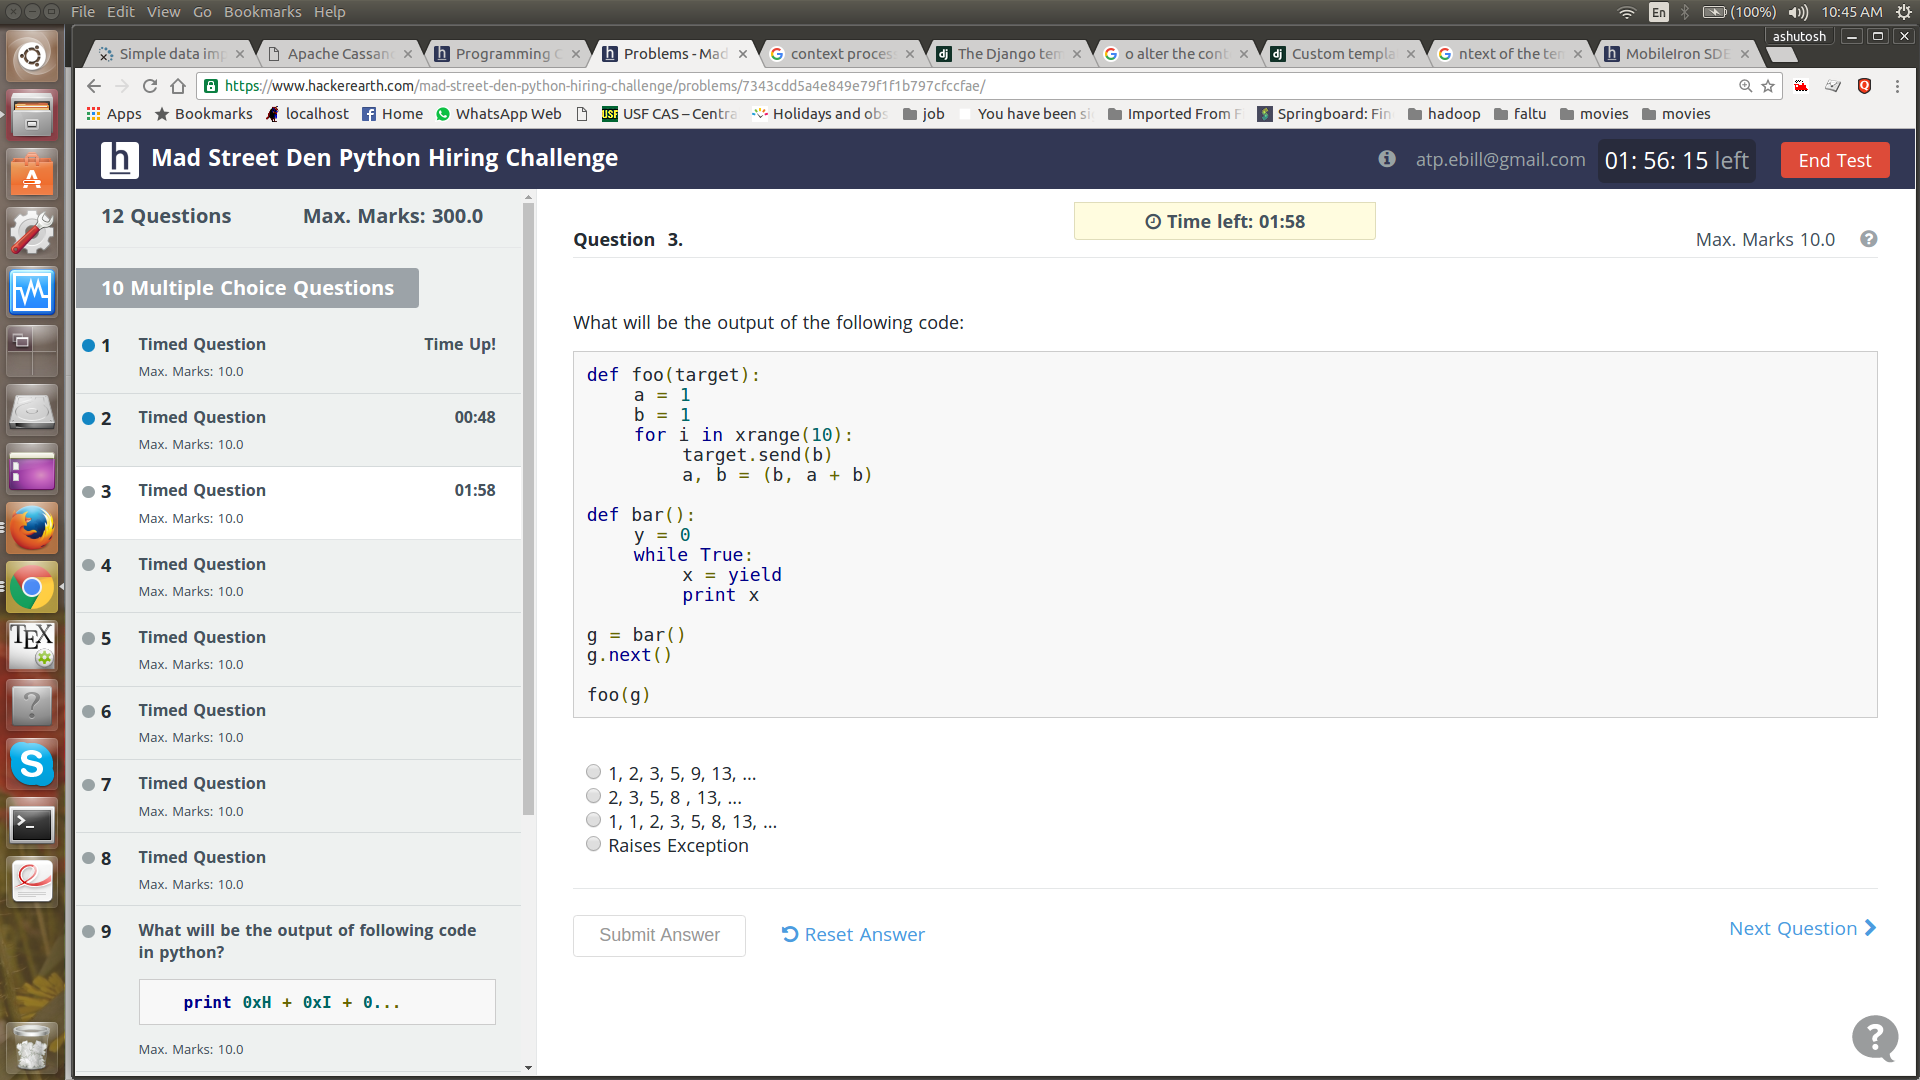 File Edit View Go Bookmarks Help
En (100%) 10:45 AM
ashutosh
Simple data imp
Apache Cassan
Programming C
Problems - Mad
context proces
The Django tem
o alter the cont
Custom templa
ntext of the tem
MobileIron SDE
https://www.hackerearth.com/mad-street-den-python-hiring-challenge/problems/7343cdd5a4e849e79f1f1b797cfccfae/
Apps Bookmarks localhost Home WhatsApp Web USF CAS – Centra Holidays and obs job You have been si Imported From F Springboard: Fin hadoop faltu movies movies
h Mad Street Den Python Hiring Challenge
atp.ebill@gmail.com 01: 56: 15 left End Test
12 Questions Max. Marks: 300.0
10 Multiple Choice Questions
1 Timed Question Time Up!
Max. Marks: 10.0
2 Timed Question 00:48
Max. Marks: 10.0
3 Timed Question 01:58
Max. Marks: 10.0
4 Timed Question
Max. Marks: 10.0
5 Timed Question
Max. Marks: 10.0
6 Timed Question
Max. Marks: 10.0
7 Timed Question
Max. Marks: 10.0
8 Timed Question
Max. Marks: 10.0
9 What will be the output of following code
in python?
print 0xH + 0xI + 0...
Max. Marks: 10.0
Time left: 01:58
Question 3. Max. Marks 10.0
What will be the output of the following code:
def foo(target):
    a = 1
    b = 1
    for i in xrange(10):
        target.send(b)
        a, b = (b, a + b)
def bar():
    y = 0
    while True:
        x = yield
        print x
g = bar()
g.next()
foo(g)
1, 2, 3, 5, 9, 13, ...
2, 3, 5, 8 , 13, ...
1, 1, 2, 3, 5, 8, 13, ...
Raises Exception
Submit Answer Reset Answer Next Question